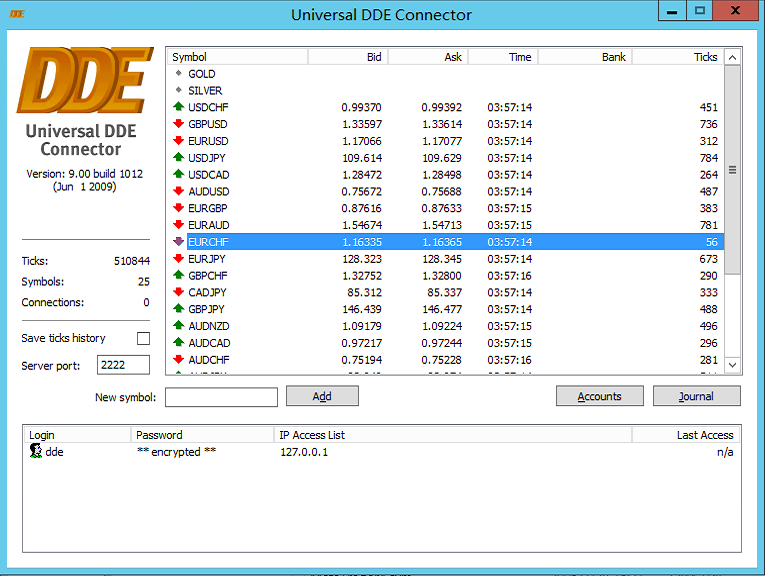 Universal DDE Connector
DDE
Universal DDE
Connector
Version: 9.00 build 1012
(Jun 1 2009)
Ticks: 510844
Symbols: 25
Connections: 0
Save ticks history
Server port: 2222
Symbol Bid Ask Time Bank Ticks
GOLD
SILVER
USDCHF 0.99370 0.99392 03:57:14 451
GBPUSD 1.33597 1.33614 03:57:14 736
EURUSD 1.17066 1.17077 03:57:14 312
USDJPY 109.614 109.629 03:57:14 784
USDCAD 1.28472 1.28498 03:57:14 264
AUDUSD 0.75672 0.75688 03:57:14 487
EURGBP 0.87616 0.87633 03:57:15 383
EURAUD 1.54674 1.54713 03:57:15 781
EURCHF 1.16335 1.16365 03:57:14 56
EURJPY 128.323 128.345 03:57:14 673
GBPCHF 1.32752 1.32800 03:57:16 290
CADJPY 85.312 85.337 03:57:14 333
GBPJPY 146.439 146.477 03:57:14 488
AUDNZD 1.09179 1.09224 03:57:15 496
AUDCAD 0.97217 0.97244 03:57:15 296
AUDCHF 0.75194 0.75228 03:57:16 281
New symbol: Add Accounts Journal
Login Password IP Access List Last Access
dde ** encrypted ** 127.0.0.1 n/a